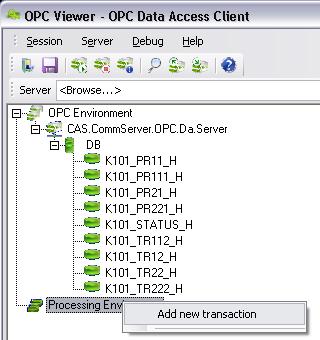 OPC Viewer - OPC Data Access Client
Session Server Debug Help
Server <Browse...>
OPC Environment
CAS.CommServer.OPC.Da.Server
DB
K101_PR11_H
K101_PR111_H
K101_PR21_H
K101_PR221_H
K101_STATUS_H
K101_TR112_H
K101_TR12_H
K101_TR22_H
K101_TR222_H
Processing Env
Add new transaction